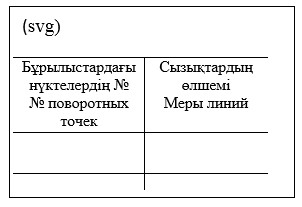 (svg)
Бұрылыстардағы
нүктелердің №
№ поворотных
точек
Сызықтардың
өлшемі
Меры линий